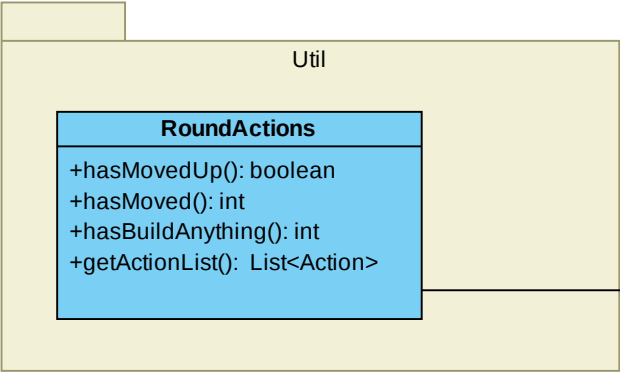 Util
RoundActions
+hasMovedUp(): boolean
+hasMoved(): int
+hasBuildAnything(): int
+getActionList():  List<Action>